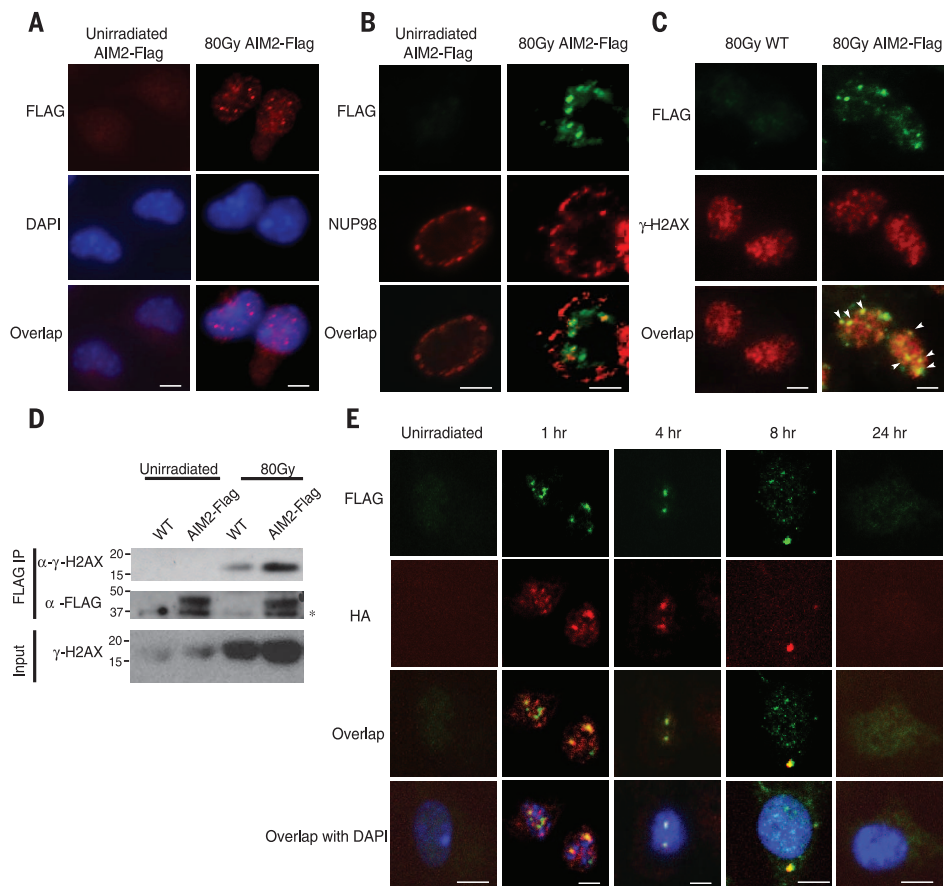 A
Unirradiated
AIM2-Flag
80Gy AIM2-Flag
FLAG
DAPI
Overlap
B
Unirradiated
AIM2-Flag
80Gy AIM2-Flag
FLAG
NUP98
Overlap
C
80Gy WT
80Gy AIM2-Flag
FLAG
γ-H2AX
Overlap
D
Unirradiated
80Gy
WT
AIM2-Flag
WT
AIM2-Flag
FLAG IP
α-γ-H2AX
20
15
α -FLAG
50
37
*
Input
γ-H2AX
20
15
E
Unirradiated
1 hr
4 hr
8 hr
24 hr
FLAG
HA
Overlap
Overlap with DAPI